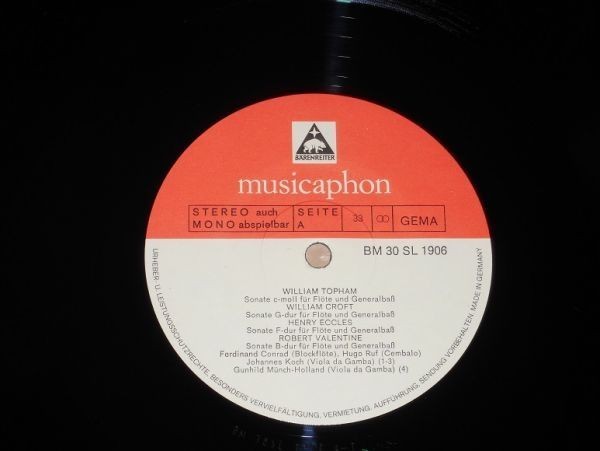 BÄRENREITER
musicaphon
STEREO auch
MONO abspielbar
SEITE
A
33
GEMA
BM 30 SL 1906
WILLIAM TOPHAM
Sonate c-moll für Flöte und Generalbaß
WILLIAM CROFT
Sonate G-dur für Flöte und Generalbaß
HENRY ECCLES
Sonate F-dur für Flöte und Generalbaß
ROBERT VALENTINE
Sonate B-dur für Flöte und Generalbaß
Ferdinand Conrad (Blockflöte), Hugo Ruf (Cembalo)
Johannes Koch (Viola da Gamba) (1-3)
Gunhild Münch-Holland (Viola da Gamba) (4)
URHEBER- U. LEISTUNGSSCHUTZRECHTE, BESONDERS VERVIELFÄLTIGUNG, VERMIETUNG, AUFFÜHRUNG, SENDUNG VORBEHALTEN. MADE IN GERMANY